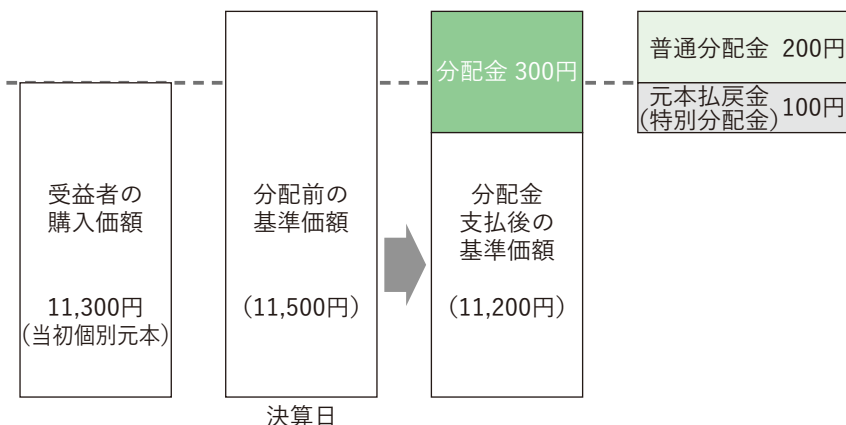 受益者の
購入価額
11,300円
(当初個別元本)
分配前の
基準価額
(11,500円)
決算日
分配金 300円
分配金
支払後の
基準価額
(11,200円)
普通分配金 200円
元本払戻金
(特別分配金)
100円